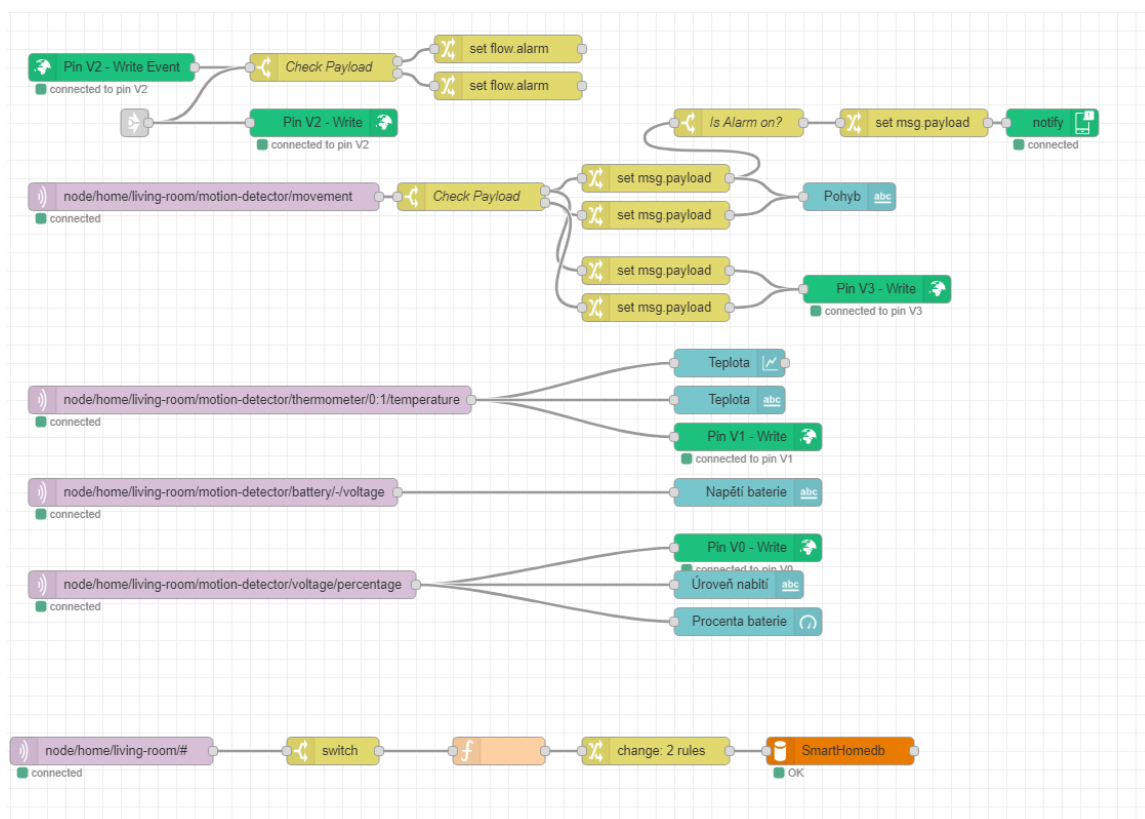 set flow.alarm
Pin V2 - Write Event
Check Payload
connected to pin V2
set flow.alarm
Pin V2 - Write
connected to pin V2
Is Alarm on?
set msg.payload
notify
connected
node/home/living-room/motion-detector/movement
connected
Check Payload
set msg.payload
Pohyb
abc
set msg.payload
set msg.payload
set msg.payload
Pin V3 - Write
connected to pin V3
Teplota
node/home/living-room/motion-detector/thermometer/0:1/temperature
connected
Teplota
abc
Pin V1 - Write
connected to pin V1
node/home/living-room/motion-detector/battery/-/voltage
connected
Napětí baterie
abc
Pin V0 - Write
connected to pin V0
node/home/living-room/motion-detector/voltage/percentage
connected
Úroveň nabití
abc
Procenta baterie
node/home/living-room/#
connected
switch
f
change: 2 rules
SmartHomedb
OK